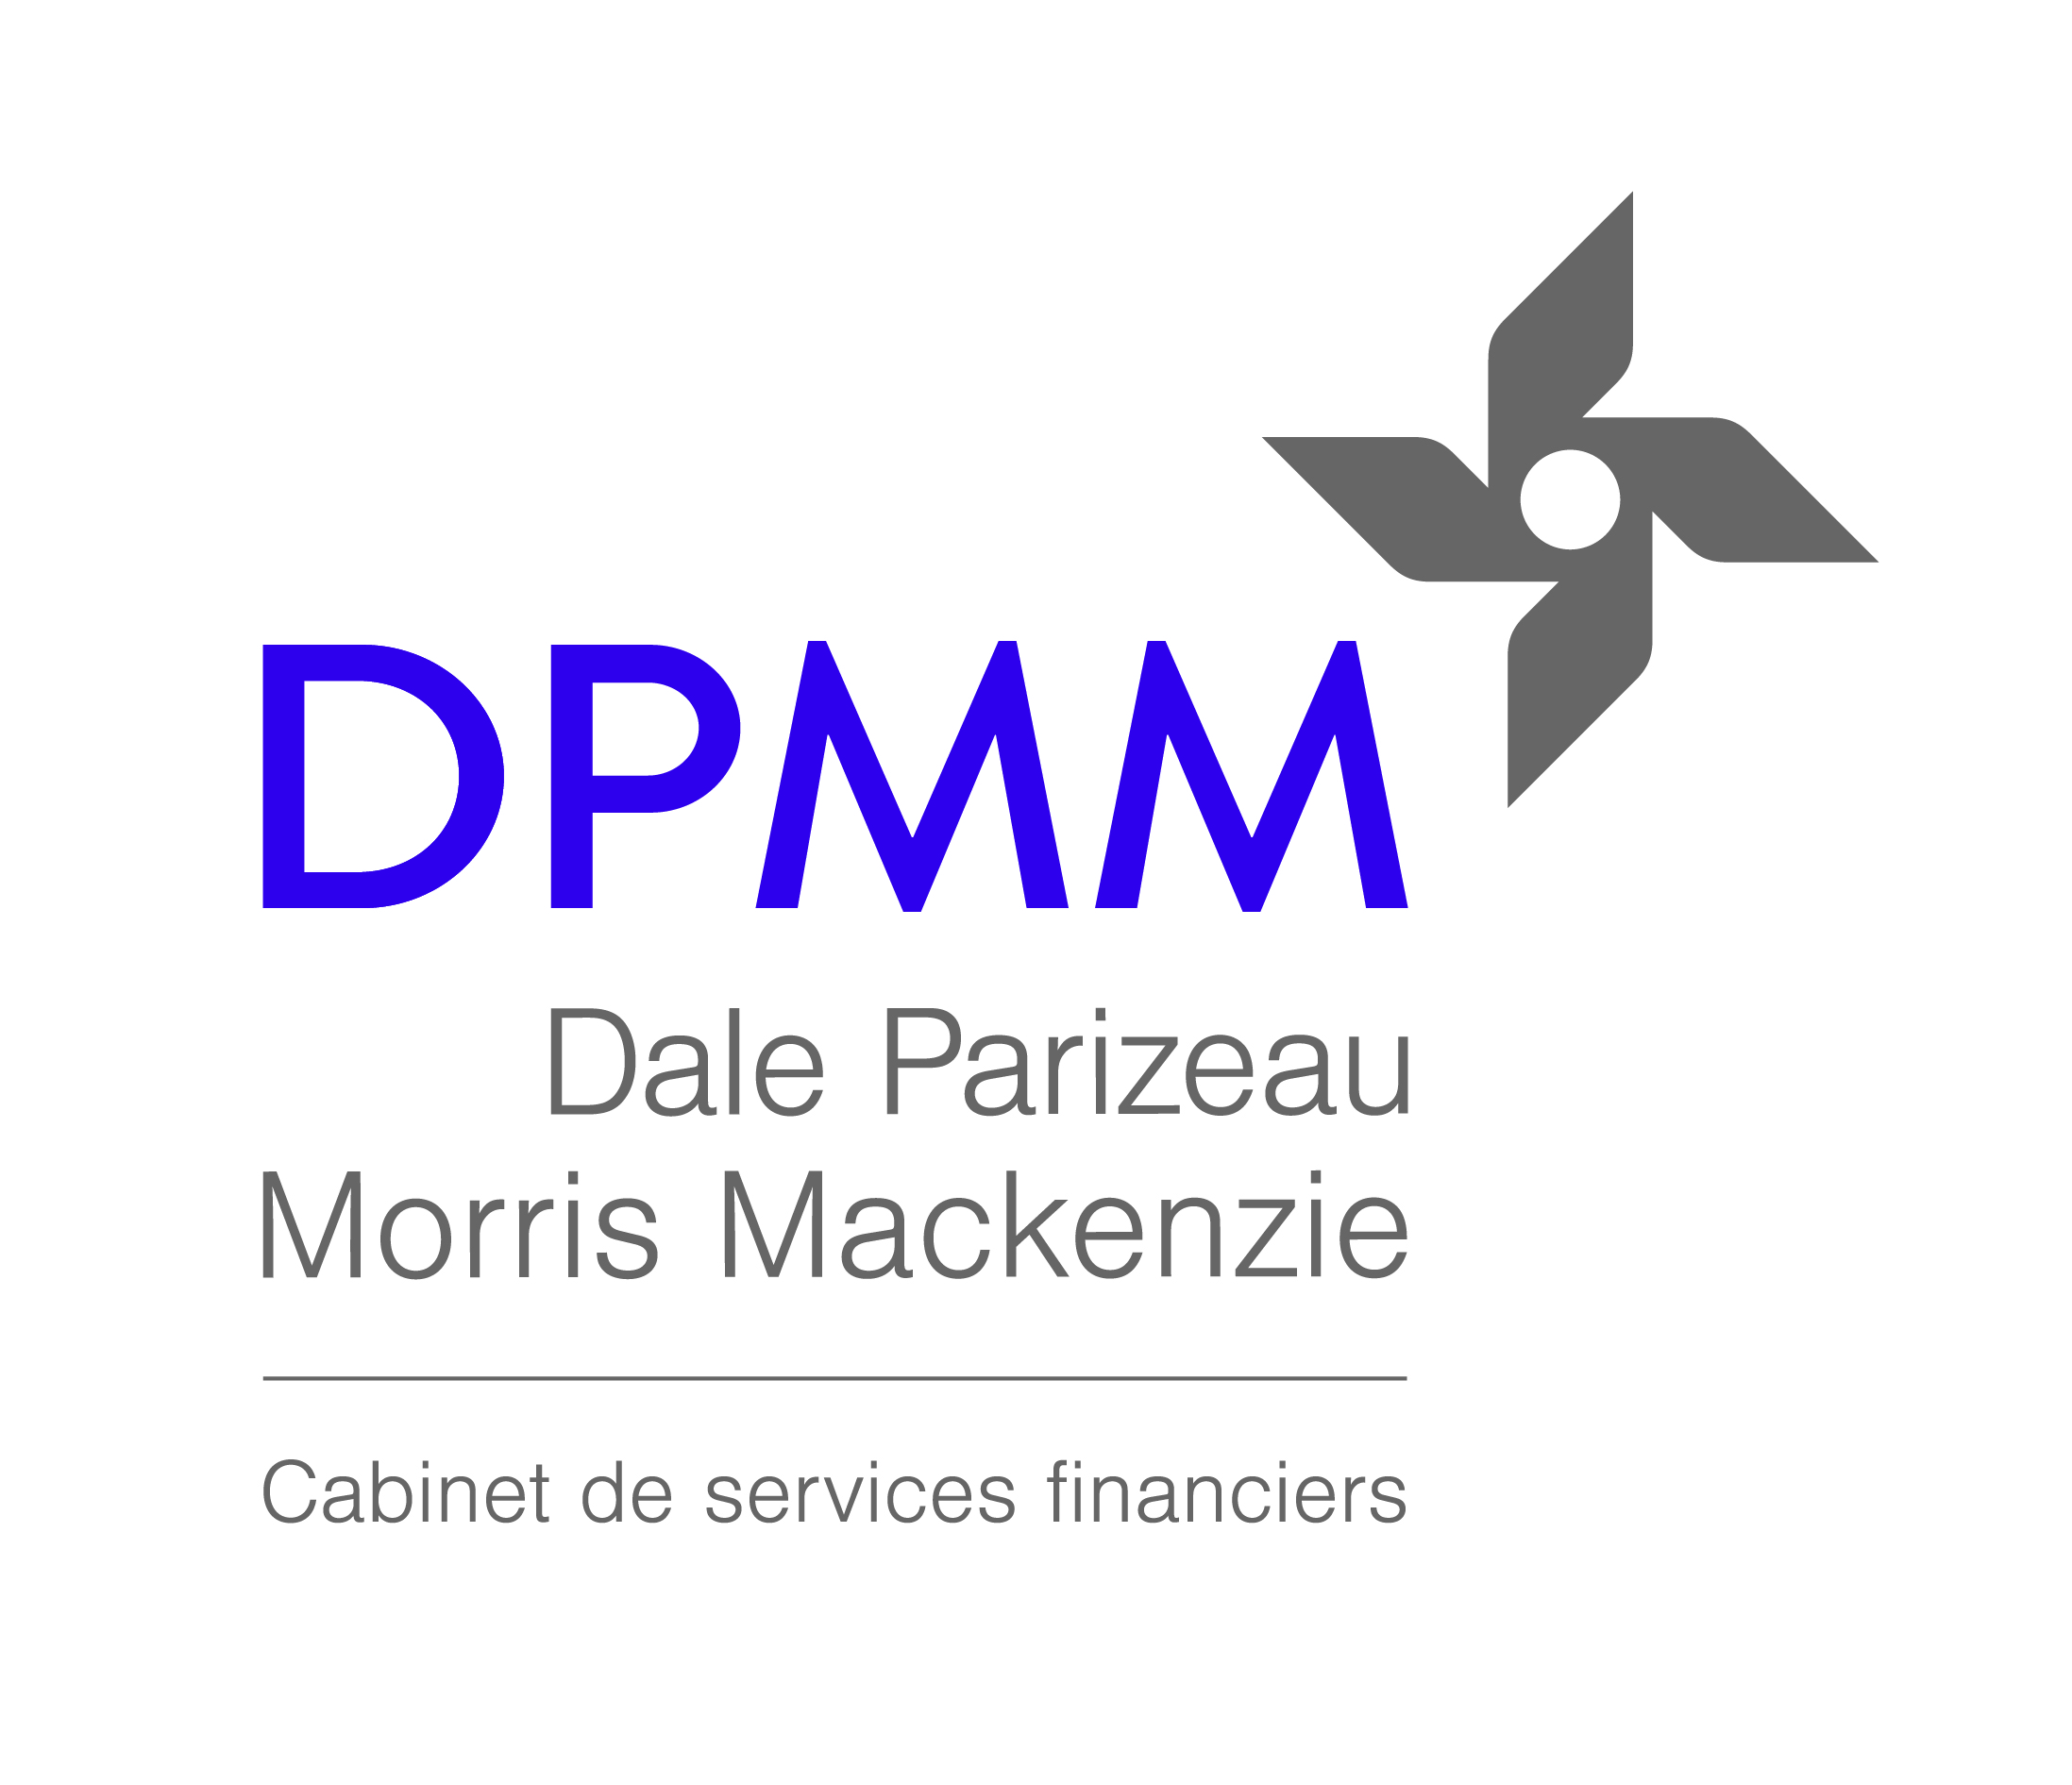 DPMM
Dale Parizeau
Morris Mackenzie
Cabinet de services financiers